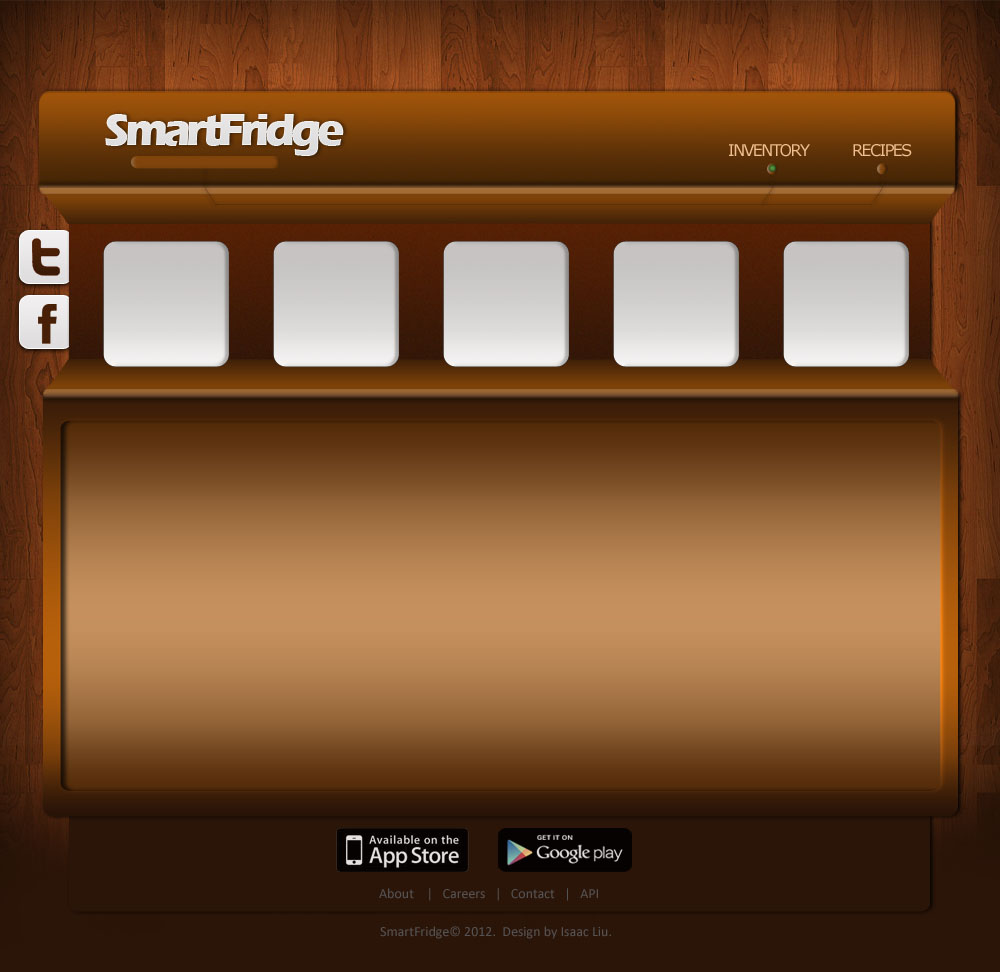 SmartFridge
INVENTORY RECIPES
Available on the
App Store
GET IT ON
Google play
About | Careers | Contact | API
SmartFridge© 2012. Design by Isaac Liu.